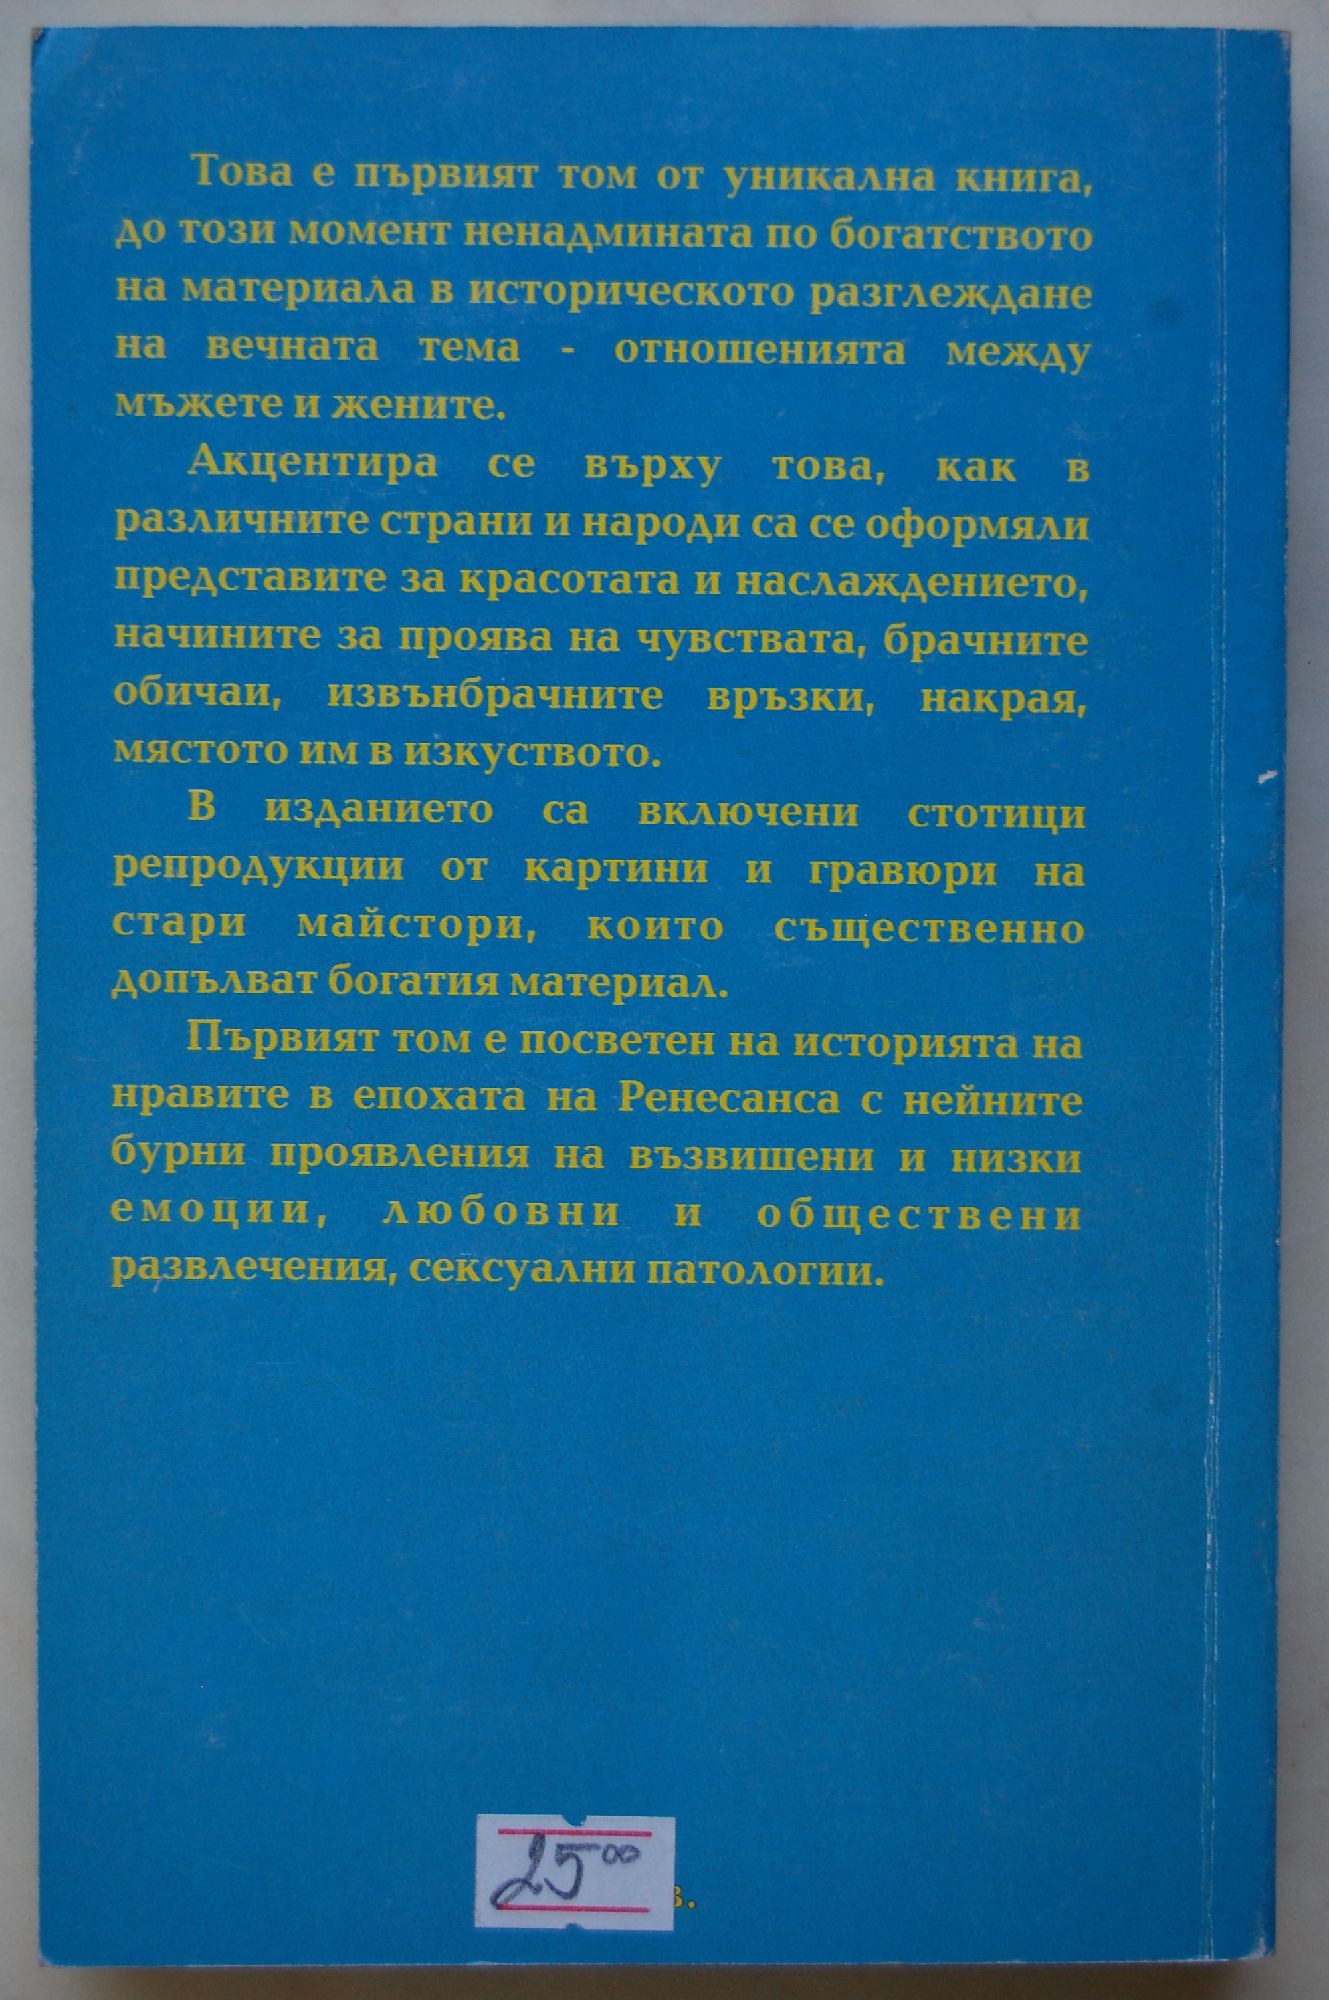 Това е първият том от уникална книга,
до този момент ненадмината по богатството
на материала в историческото разглеждане
на вечната тема - отношенията между
мъжете и жените.
Акцентира се върху това, как в
различните страни и народи са се оформяли
представите за красотата и наслаждението,
начините за проява на чувствата, брачните
обичаи, извънбрачните връзки, накрая,
мястото им в изкуството.
В изданието са включени стотици
репродукции от картини и гравюри на
стари майстори, които същественно
допълват богатия материал.
Първият том е посветен на историята на
нравите в епохата на Ренесанса с нейните
бурни проявления на възвишени и низки
емоции, любовни и обществени
развлечения, сексуални патологии.
25 00